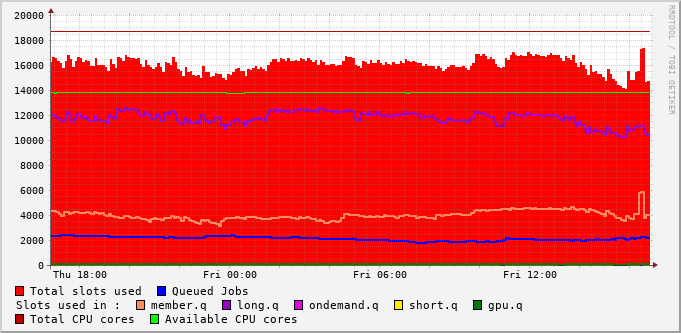 20000
18000
16000
14000
12000
10000
8000
6000
4000
2000
0
Thu 18:00 Fri 00:00 Fri 06:00 Fri 12:00
RRDTOOL / TOBI OETIKER
Total slots used Queued Jobs
Slots used in : member.q long.q ondemand.q short.q gpu.q
Total CPU cores Available CPU cores